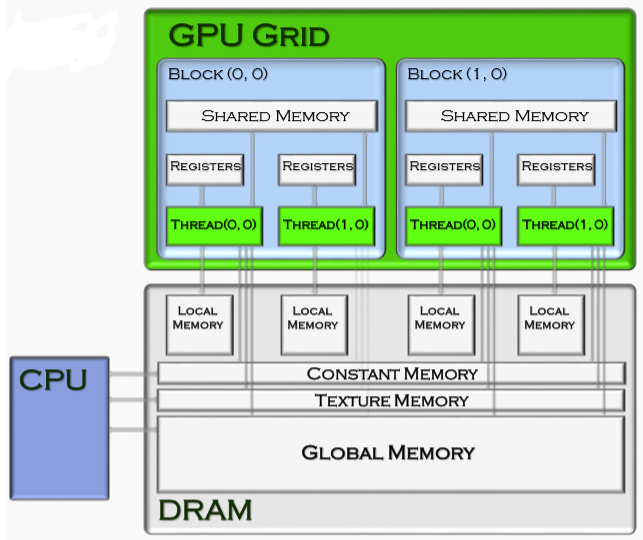 GPU GRID
BLOCK (0, 0)
BLOCK (1, 0)
SHARED MEMORY
SHARED MEMORY
REGISTERS
REGISTERS
REGISTERS
REGISTERS
THREAD(0, 0)
THREAD(1, 0)
THREAD(0, 0)
THREAD(1, 0)
LOCAL
MEMORY
LOCAL
MEMORY
LOCAL
MEMORY
LOCAL
MEMORY
CPU
CONSTANT MEMORY
TEXTURE MEMORY
GLOBAL MEMORY
DRAM